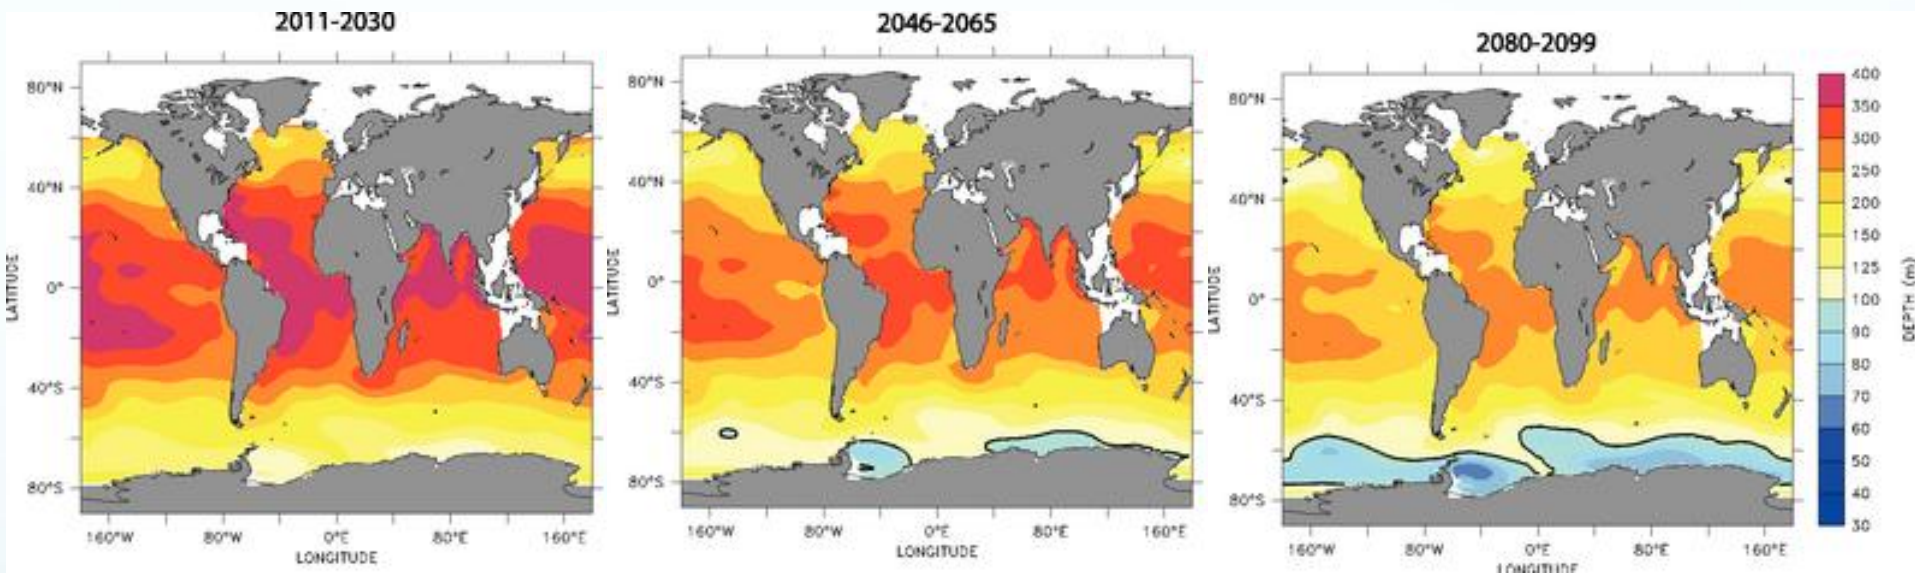 2011-2030
2046-2065
2080-2099
80°N
40°N
0°
40°S
80°S
LATITUDE
160°W 80°W 0°E 80°E 160°E
LONGITUDE
80°N
40°N
0°
40°S
80°S
LATITUDE
160°W 80°W 0°E 80°E 160°E
LONGITUDE
80°N
40°N
0°
40°S
80°S
LATITUDE
160°W 80°W 0°E 80°E 160°E
LONGITUDE
400
350
300
250
200
150
125
100
90
80
70
60
50
40
30
DEPTH (m)